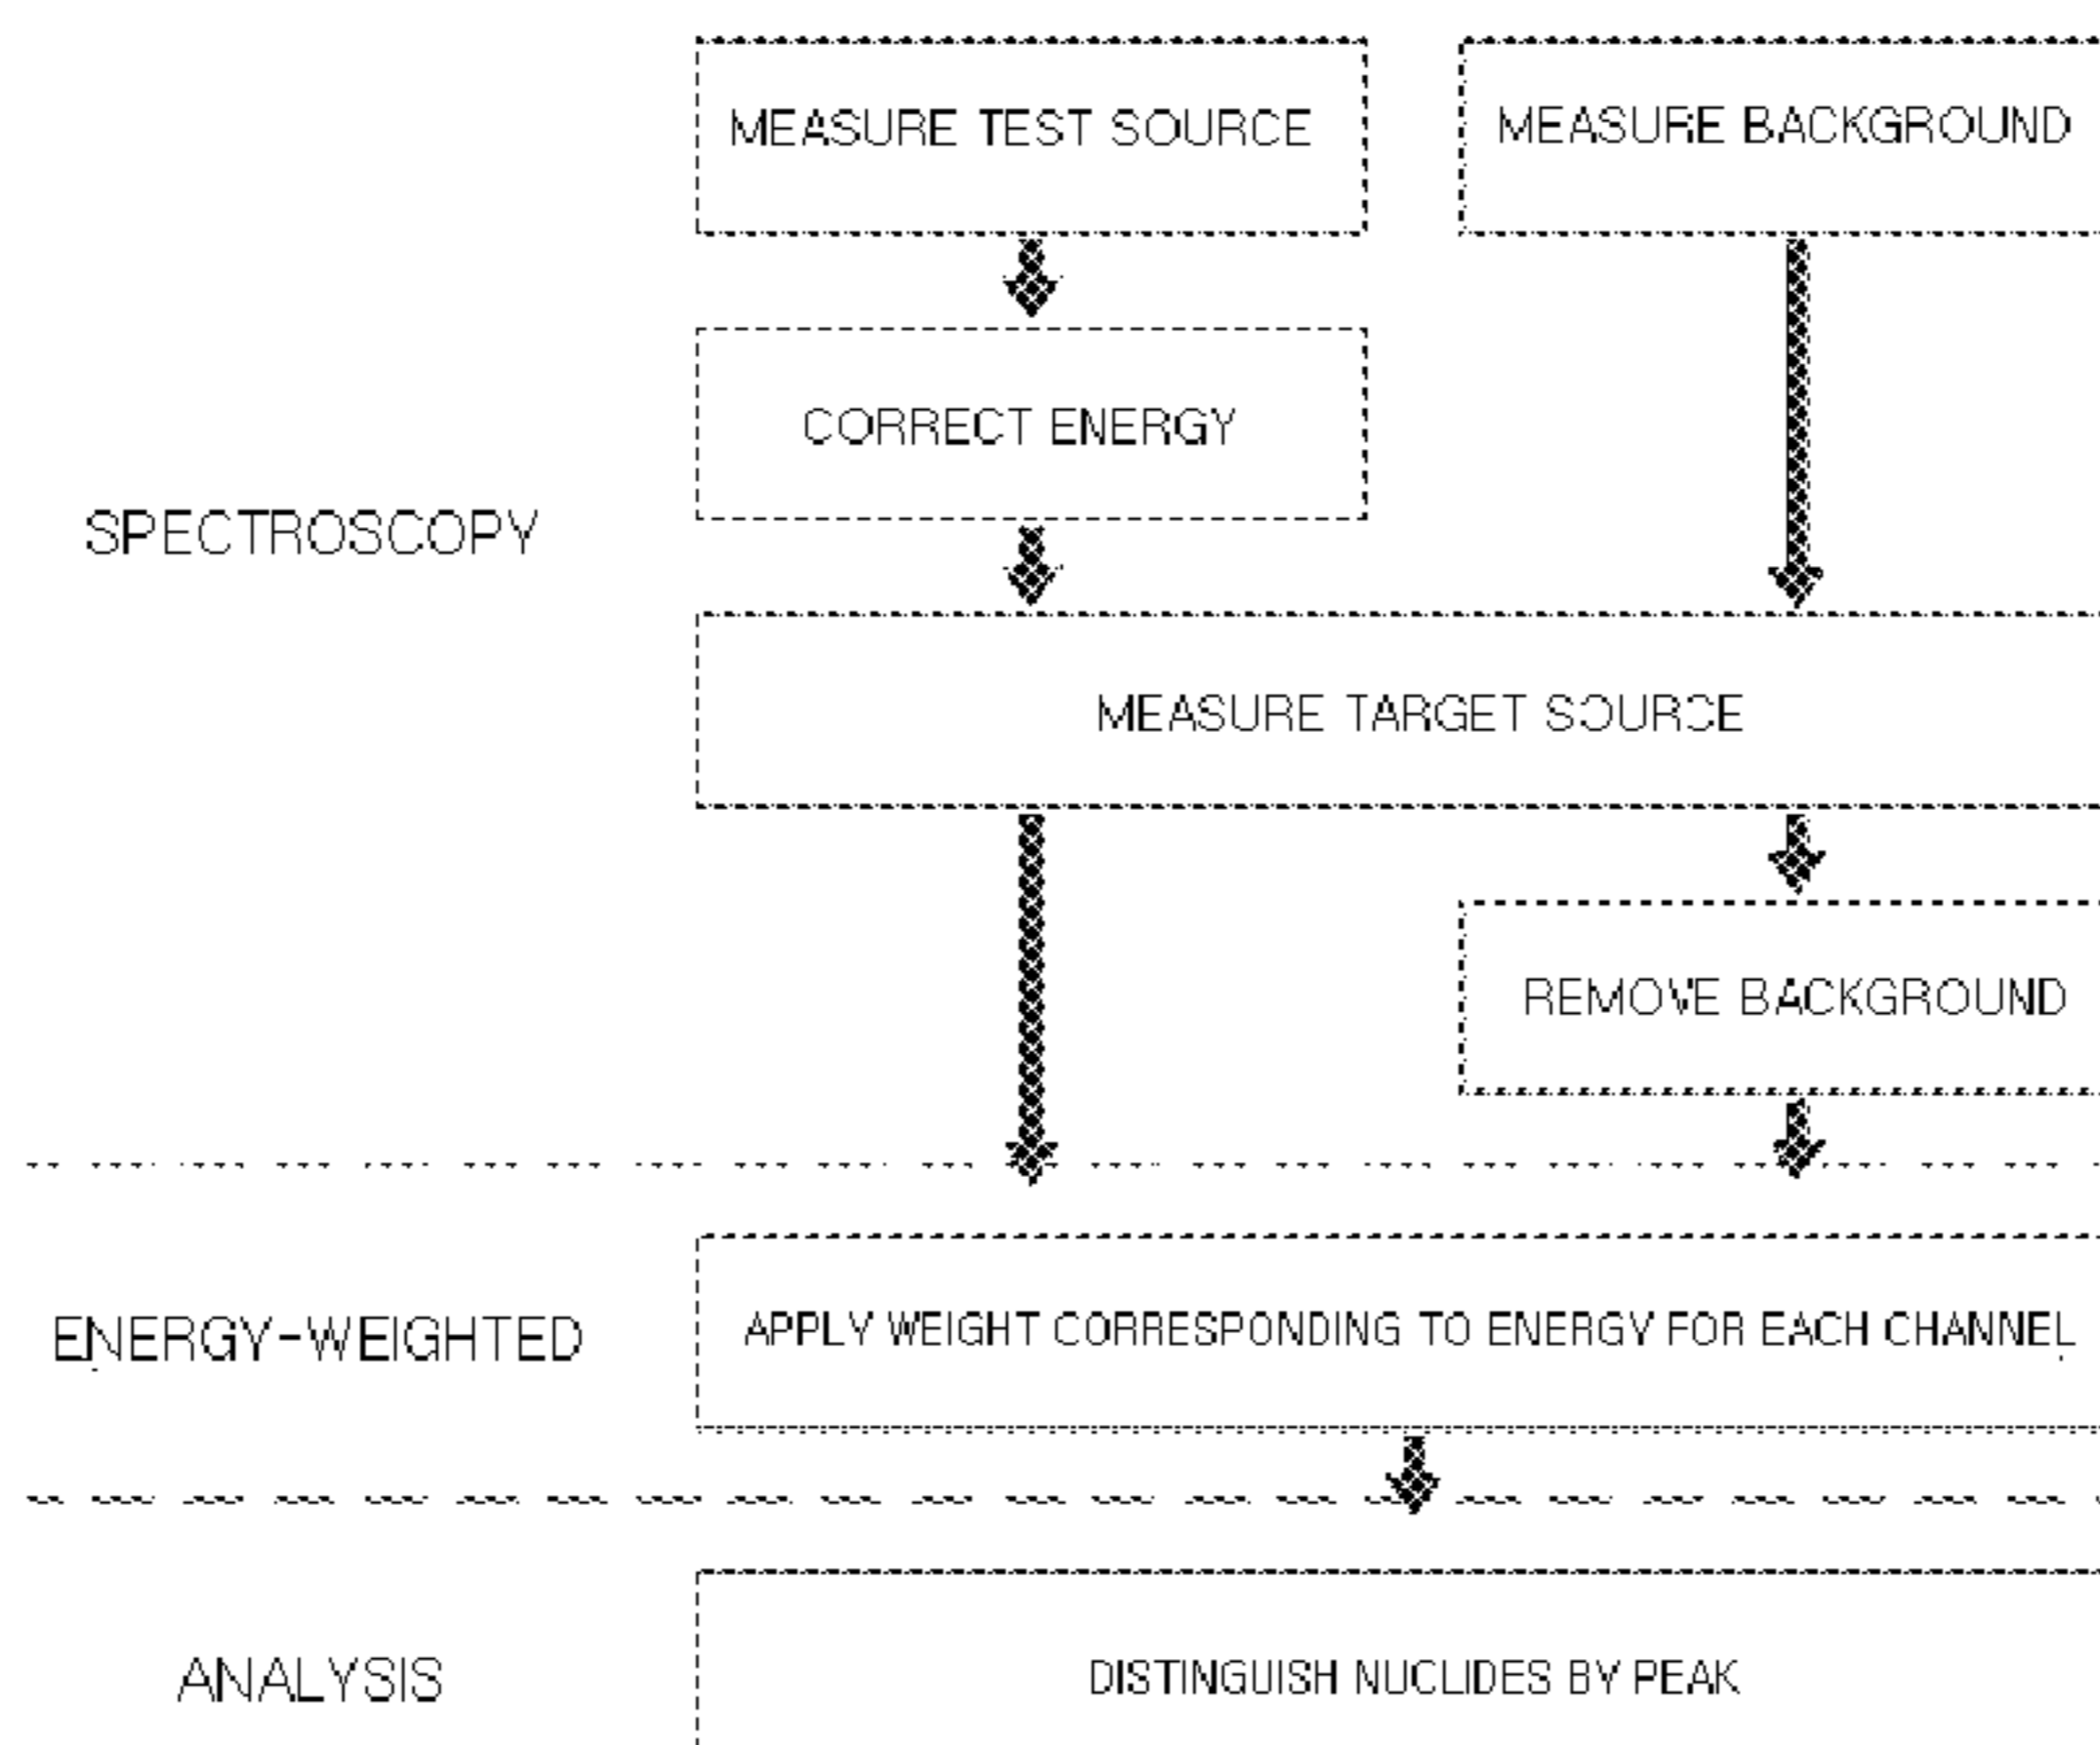 MEASURE TEST SOURCE
MEASURE BACKGROUND
CORRECT ENERGY
SPECTROSCOPY
MEASURE TARGET SOURCE
REMOVE BACKGROUND
ENERGY-WEIGHTED
APPLY WEIGHT CORRESPONDING TO ENERGY FOR EACH CHANNEL
ANALYSIS
DISTINGUISH NUCLIDES BY PEAK